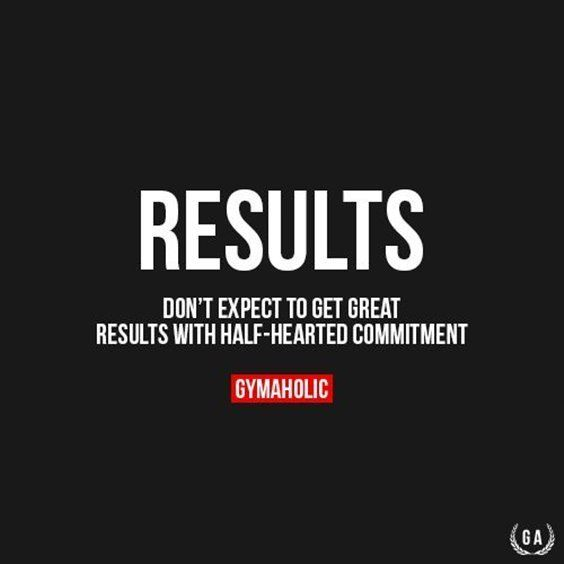 RESULTS
DON'T EXPECT TO GET GREAT
RESULTS WITH HALF-HEARTED COMMITMENT
GYMAHOLIC
GA